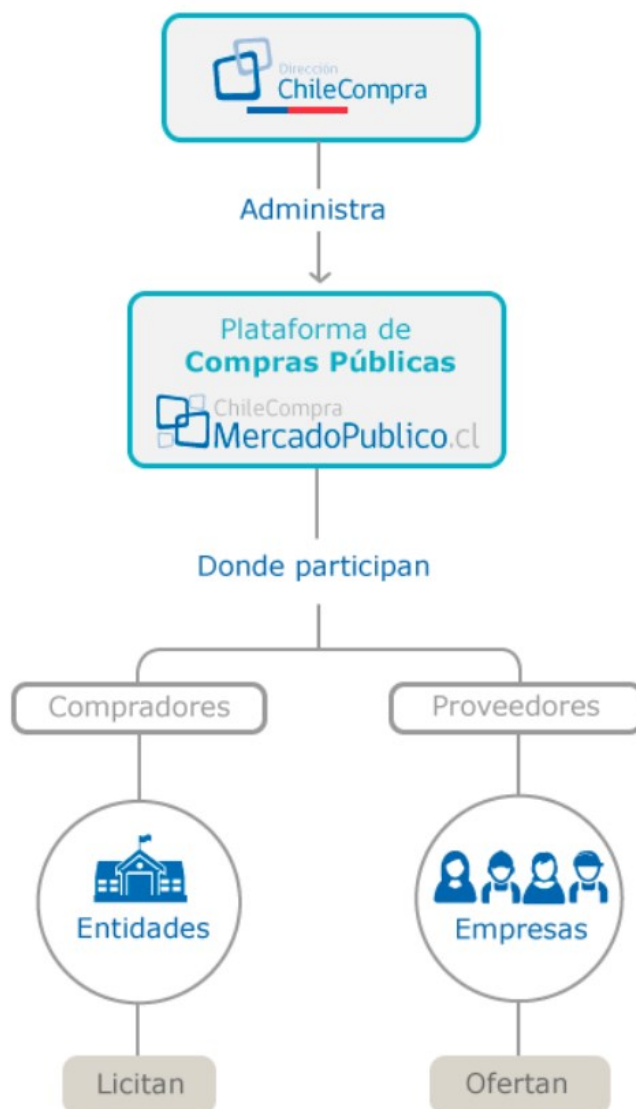 Dirección
ChileCompra
Administra
Plataforma de
Compras Públicas
ChileCompra
MercadoPublico.cl
Donde participan
Compradores
Proveedores
Entidades
Empresas
Licitan
Ofertan